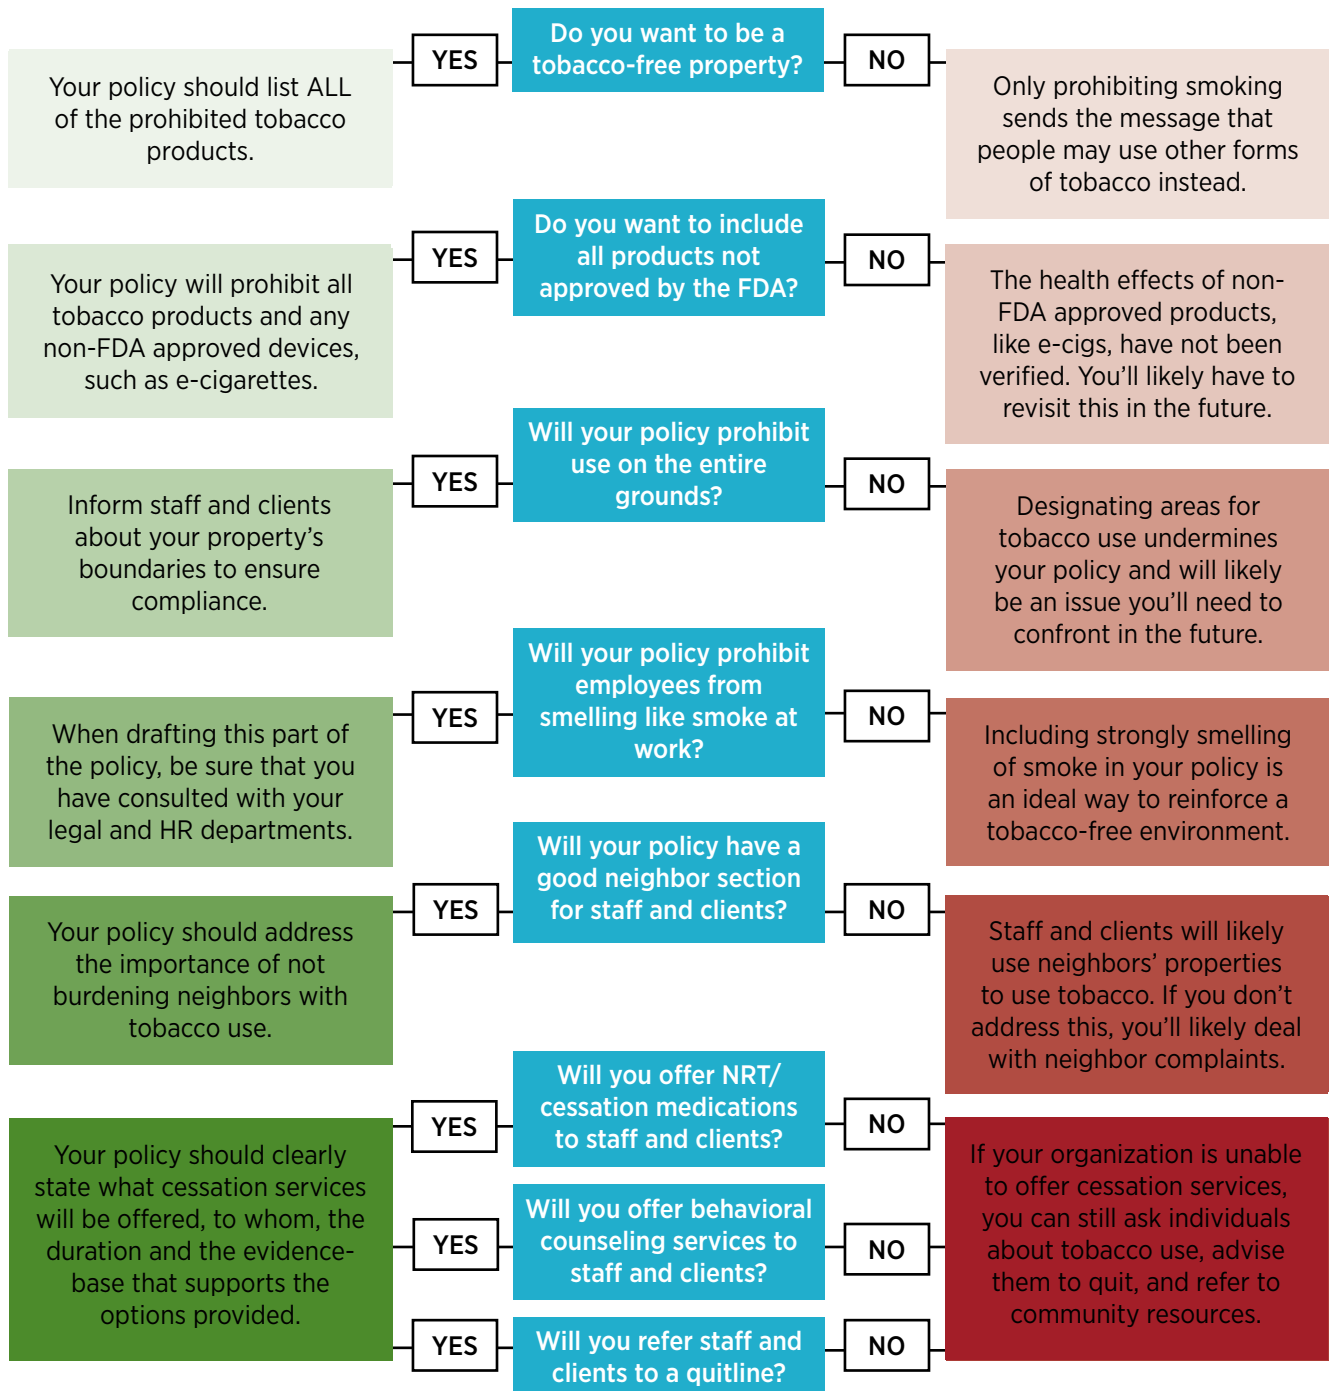 Do you want to be a
tobacco-free property?
YES
NO
Your policy should list ALL
of the prohibited tobacco
products.
Only prohibiting smoking
sends the message that
people may use other forms
of tobacco instead.
Do you want to include
all products not
approved by the FDA?
YES
NO
Your policy will prohibit all
tobacco products and any
non-FDA approved devices,
such as e-cigarettes.
The health effects of non-
FDA approved products,
like e-cigs, have not been
verified. You’ll likely have to
revisit this in the future.
Will your policy prohibit
use on the entire
grounds?
YES
NO
Inform staff and clients
about your property’s
boundaries to ensure
compliance.
Designating areas for
tobacco use undermines
your policy and will likely
be an issue you’ll need to
confront in the future.
Will your policy prohibit
employees from
smelling like smoke at
work?
YES
NO
When drafting this part of
the policy, be sure that you
have consulted with your
legal and HR departments.
Including strongly smelling
of smoke in your policy is
an ideal way to reinforce a
tobacco-free environment.
Will your policy have a
good neighbor section
for staff and clients?
YES
NO
Your policy should address
the importance of not
burdening neighbors with
tobacco use.
Staff and clients will likely
use neighbors’ properties
to use tobacco. If you don’t
address this, you’ll likely deal
with neighbor complaints.
Will you offer NRT/
cessation medications
to staff and clients?
YES
NO
Your policy should clearly
state what cessation services
will be offered, to whom, the
duration and the evidence-
base that supports the
options provided.
If your organization is unable
to offer cessation services,
you can still ask individuals
about tobacco use, advise
them to quit, and refer to
community resources.
Will you offer behavioral
counseling services to
staff and clients?
YES
NO
Will you refer staff and
clients to a quitline?
YES
NO